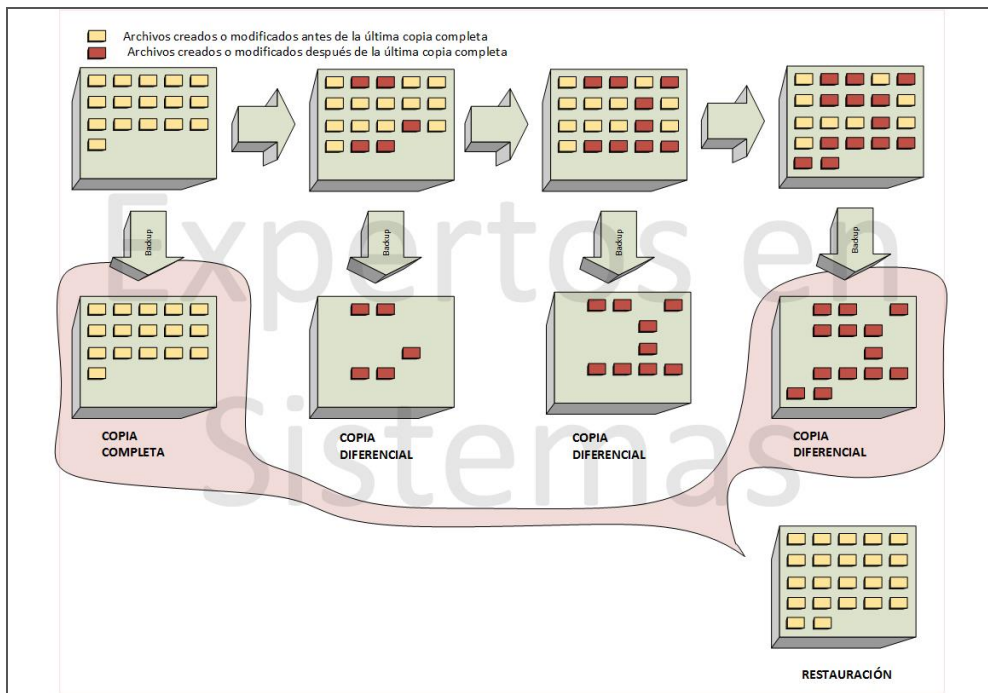 Archivos creados o modificados antes de la última copia completa
Archivos creados o modificados después de la última copia completa
Backup
Backup
Backup
Backup
Expertos en
Sistemas
COPIA
COMPLETA
COPIA
DIFERENCIAL
COPIA
DIFERENCIAL
COPIA
DIFERENCIAL
RESTAURACIÓN